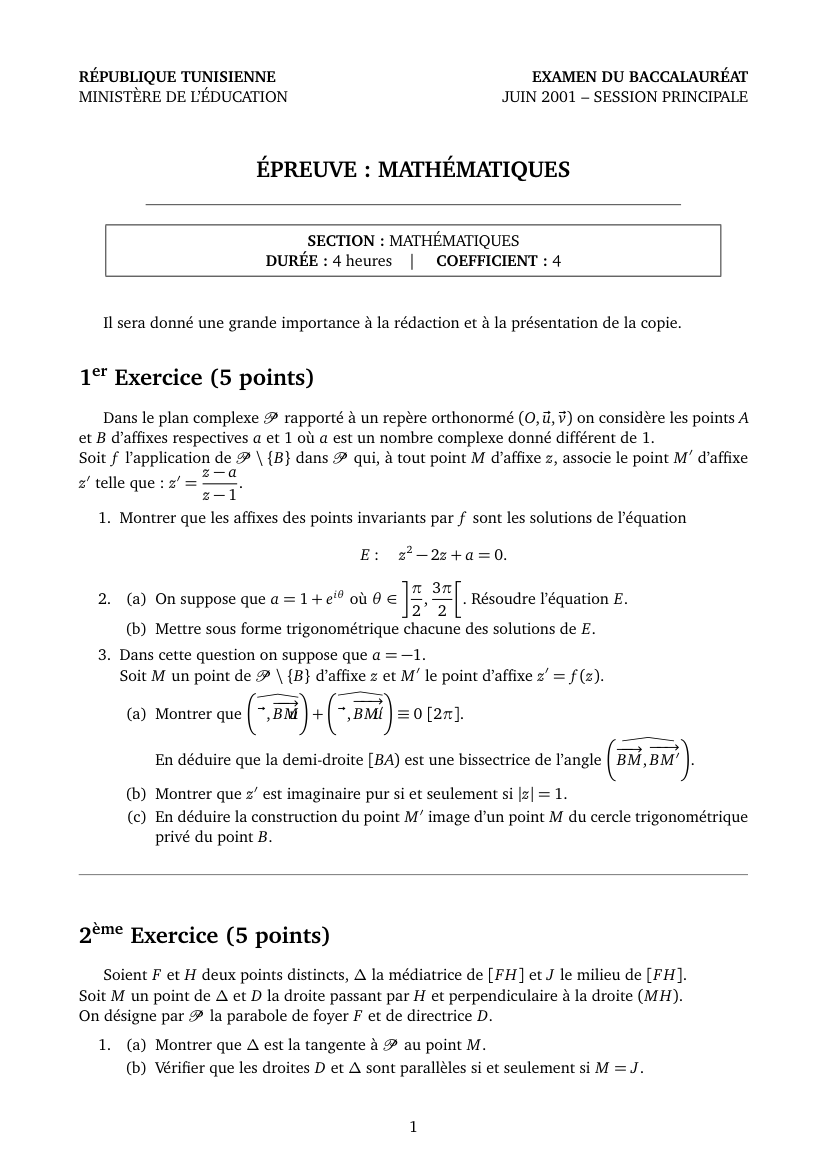 RÉPUBLIQUE TUNISIENNE
EXAMEN DU BACCALAURÉAT
MINISTÈRE DE L'ÉDUCATION
JUIN 2001 – SESSION PRINCIPALE
ÉPREUVE : MATHÉMATIQUES
SECTION : MATHÉMATIQUES
DURÉE : 4 heures | COEFFICIENT : 4
Il sera donné une grande importance à la rédaction et à la présentation de la copie.
1er Exercice (5 points)
Dans le plan complexe 𝒫 rapporté à un repère orthonormé (O, u⃗, v⃗) on considère les points A
et B d'affixes respectives a et 1 où a est un nombre complexe donné différent de 1.
Soit f l'application de 𝒫 \ {B} dans 𝒫 qui, à tout point M d'affixe z, associe le point M′ d'affixe
z′ telle que : z′ = (z − a)/(z − 1).
1. Montrer que les affixes des points invariants par f sont les solutions de l'équation
E : z² − 2z + a = 0.
2. (a) On suppose que a = 1 + e^{iθ} où θ ∈ ]π/2, 3π/2[. Résoudre l'équation E.
(b) Mettre sous forme trigonométrique chacune des solutions de E.
3. Dans cette question on suppose que a = −1.
Soit M un point de 𝒫 \ {B} d'affixe z et M′ le point d'affixe z′ = f(z).
(a) Montrer que (⃗, BM⃗) + (⃗, BM′⃗) ≡ 0 [2π].
En déduire que la demi-droite [BA) est une bissectrice de l'angle (BM⃗, BM′⃗).
(b) Montrer que z′ est imaginaire pur si et seulement si |z| = 1.
(c) En déduire la construction du point M′ image d'un point M du cercle trigonométrique
privé du point B.
2ème Exercice (5 points)
Soient F et H deux points distincts, Δ la médiatrice de [FH] et J le milieu de [FH].
Soit M un point de Δ et D la droite passant par H et perpendiculaire à la droite (MH).
On désigne par 𝒫 la parabole de foyer F et de directrice D.
1. (a) Montrer que Δ est la tangente à 𝒫 au point M.
(b) Vérifier que les droites D et Δ sont parallèles si et seulement si M = J.
1